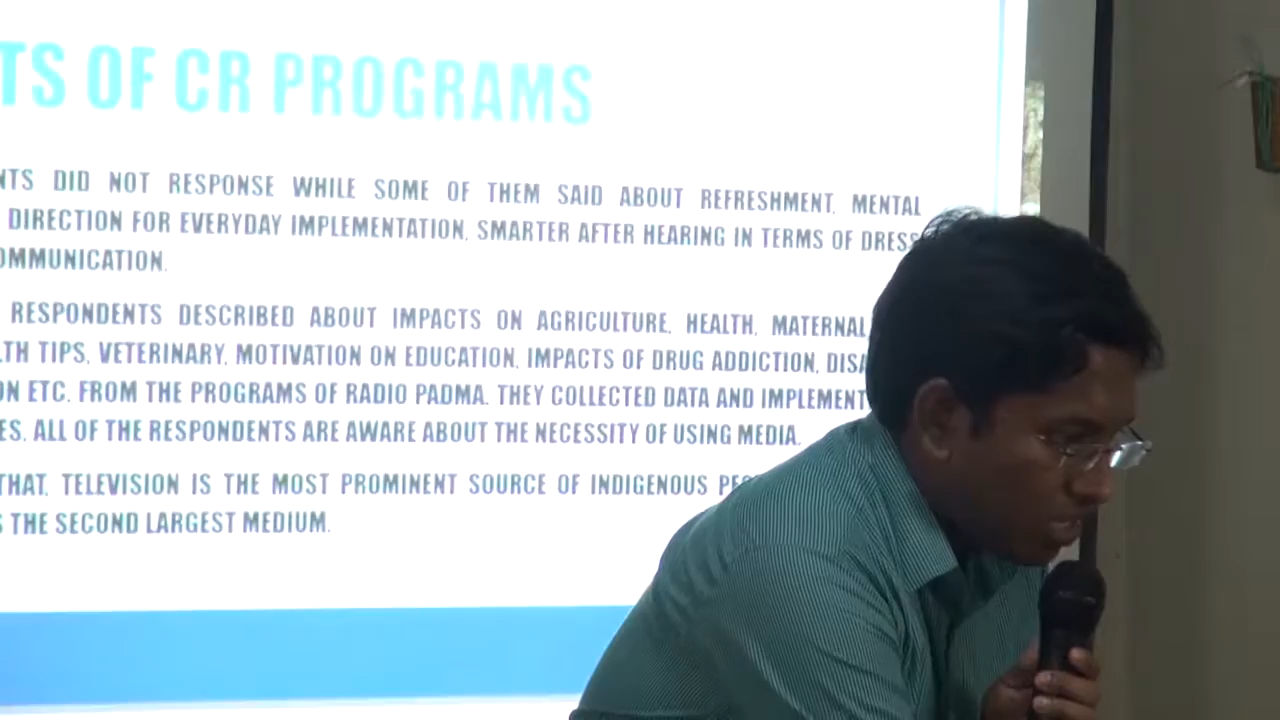 TS OF CR PROGRAMS
NTS DID NOT RESPONSE WHILE SOME OF THEM SAID ABOUT REFRESHMENT, MENTAL
DIRECTION FOR EVERYDAY IMPLEMENTATION, SMARTER AFTER HEARING IN TERMS OF DRESS
OMMUNICATION.
RESPONDENTS DESCRIBED ABOUT IMPACTS ON AGRICULTURE, HEALTH, MATERNAL
LTH TIPS, VETERINARY, MOTIVATION ON EDUCATION, IMPACTS OF DRUG ADDICTION, DISA
ON ETC. FROM THE PROGRAMS OF RADIO PADMA. THEY COLLECTED DATA AND IMPLEMENT
ES. ALL OF THE RESPONDENTS ARE AWARE ABOUT THE NECESSITY OF USING MEDIA.
THAT, TELEVISION IS THE MOST PROMINENT SOURCE OF INDIGENOUS
THE SECOND LARGEST MEDIUM.